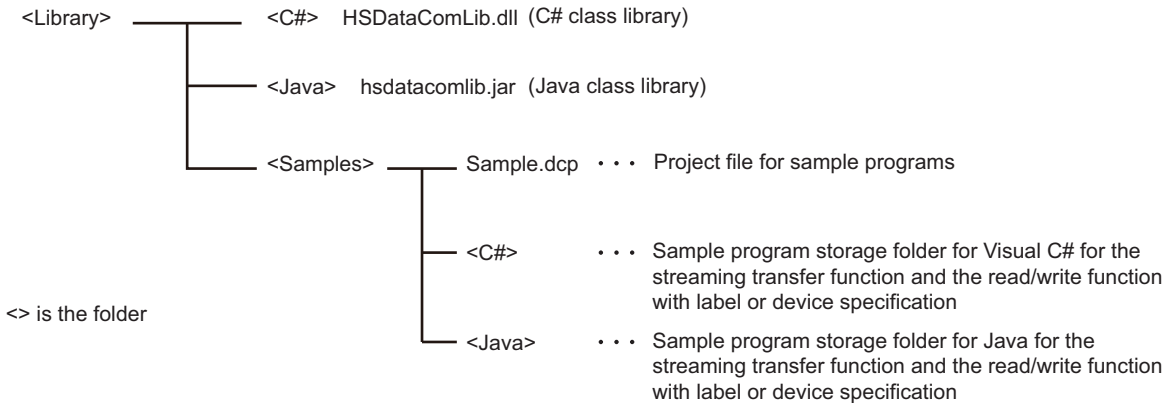 <Library> <C#> HSDataComLib.dll (C# class library)
<Java> hsdatacomlib.jar (Java class library)
<Samples> Sample.dcp ・・・ Project file for sample programs
<C#> ・・・ Sample program storage folder for Visual C# for the
streaming transfer function and the read/write function
with label or device specification
<> is the folder
<Java> ・・・ Sample program storage folder for Java for the
streaming transfer function and the read/write function
with label or device specification